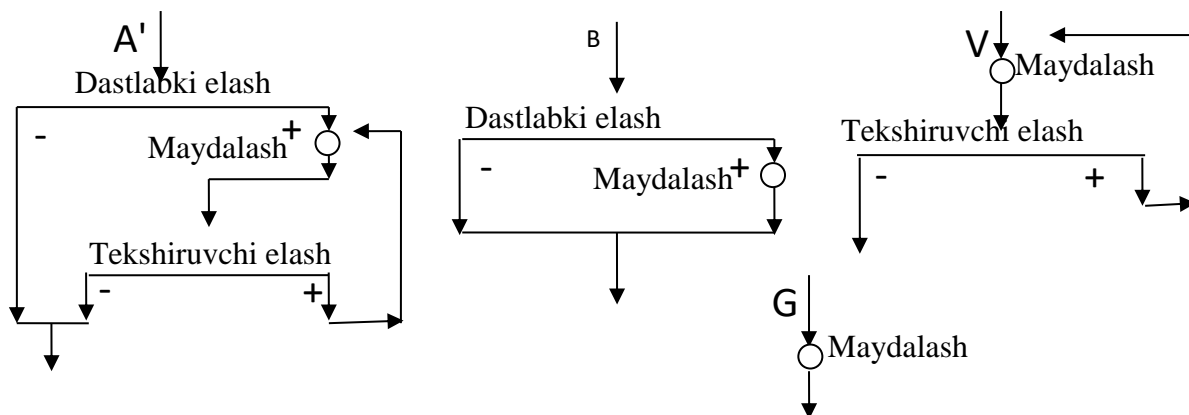 A'
Dastlabki elash
-
+
Maydalash
Tekshiruvchi elash
-
+
B
Dastlabki elash
-
Maydalash
+
V
Maydalash
Tekshiruvchi elash
-
+
G
Maydalash